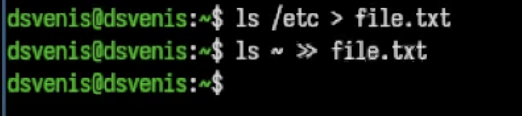 dsvenis@dsvenis:~$ ls /etc > file.txt
dsvenis@dsvenis:~$ ls ~ >> file.txt
dsvenis@dsvenis:~$